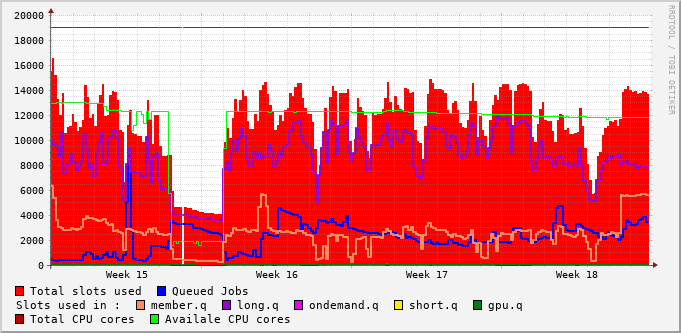 RRDTOOL / TOBI OETIKER
20000
18000
16000
14000
12000
10000
8000
6000
4000
2000
0
Week 15 Week 16 Week 17 Week 18
Total slots used Queued Jobs
Slots used in : member.q long.q ondemand.q short.q gpu.q
Total CPU cores Availale CPU cores